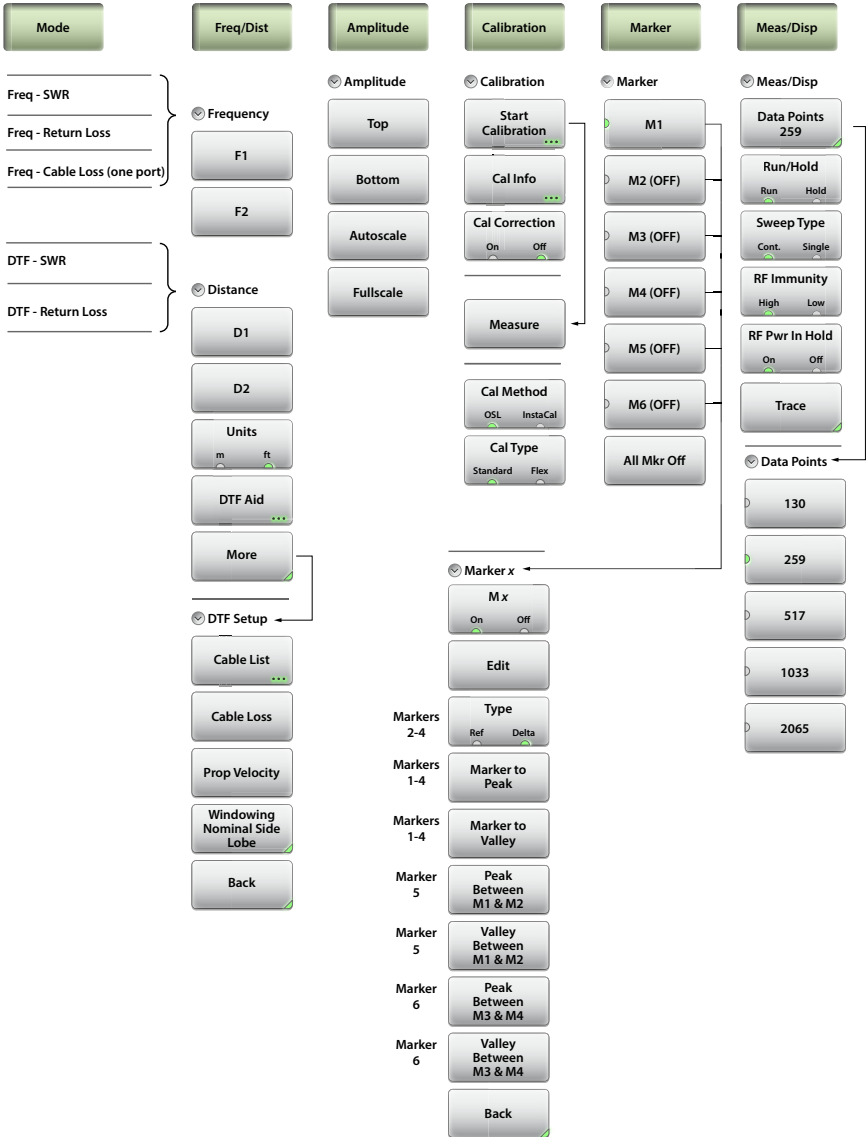 Mode
Freq/Dist
Amplitude
Calibration
Marker
Meas/Disp
Freq - SWR
Freq - Return Loss
Freq - Cable Loss (one port)
DTF - SWR
DTF - Return Loss
Frequency
F1
F2
Distance
D1
D2
Units
m ft
DTF Aid
More
DTF Setup
Cable List
Cable Loss
Prop Velocity
Windowing
Nominal Side
Lobe
Back
Amplitude
Top
Bottom
Autoscale
Fullscale
Calibration
Start
Calibration
Cal Info
Cal Correction
On Off
Measure
Cal Method
OSL InstaCal
Cal Type
Standard Flex
Marker
M1
M2 (OFF)
M3 (OFF)
M4 (OFF)
M5 (OFF)
M6 (OFF)
All Mkr Off
Marker x
M x
On Off
Edit
Markers
2-4
Type
Ref Delta
Markers
1-4
Marker to
Peak
Markers
1-4
Marker to
Valley
Marker
5
Peak
Between
M1 & M2
Marker
5
Valley
Between
M1 & M2
Marker
6
Peak
Between
M3 & M4
Marker
6
Valley
Between
M3 & M4
Back
Meas/Disp
Data Points
259
Run/Hold
Run Hold
Sweep Type
Cont. Single
RF Immunity
High Low
RF Pwr In Hold
On Off
Trace
Data Points
130
259
517
1033
2065